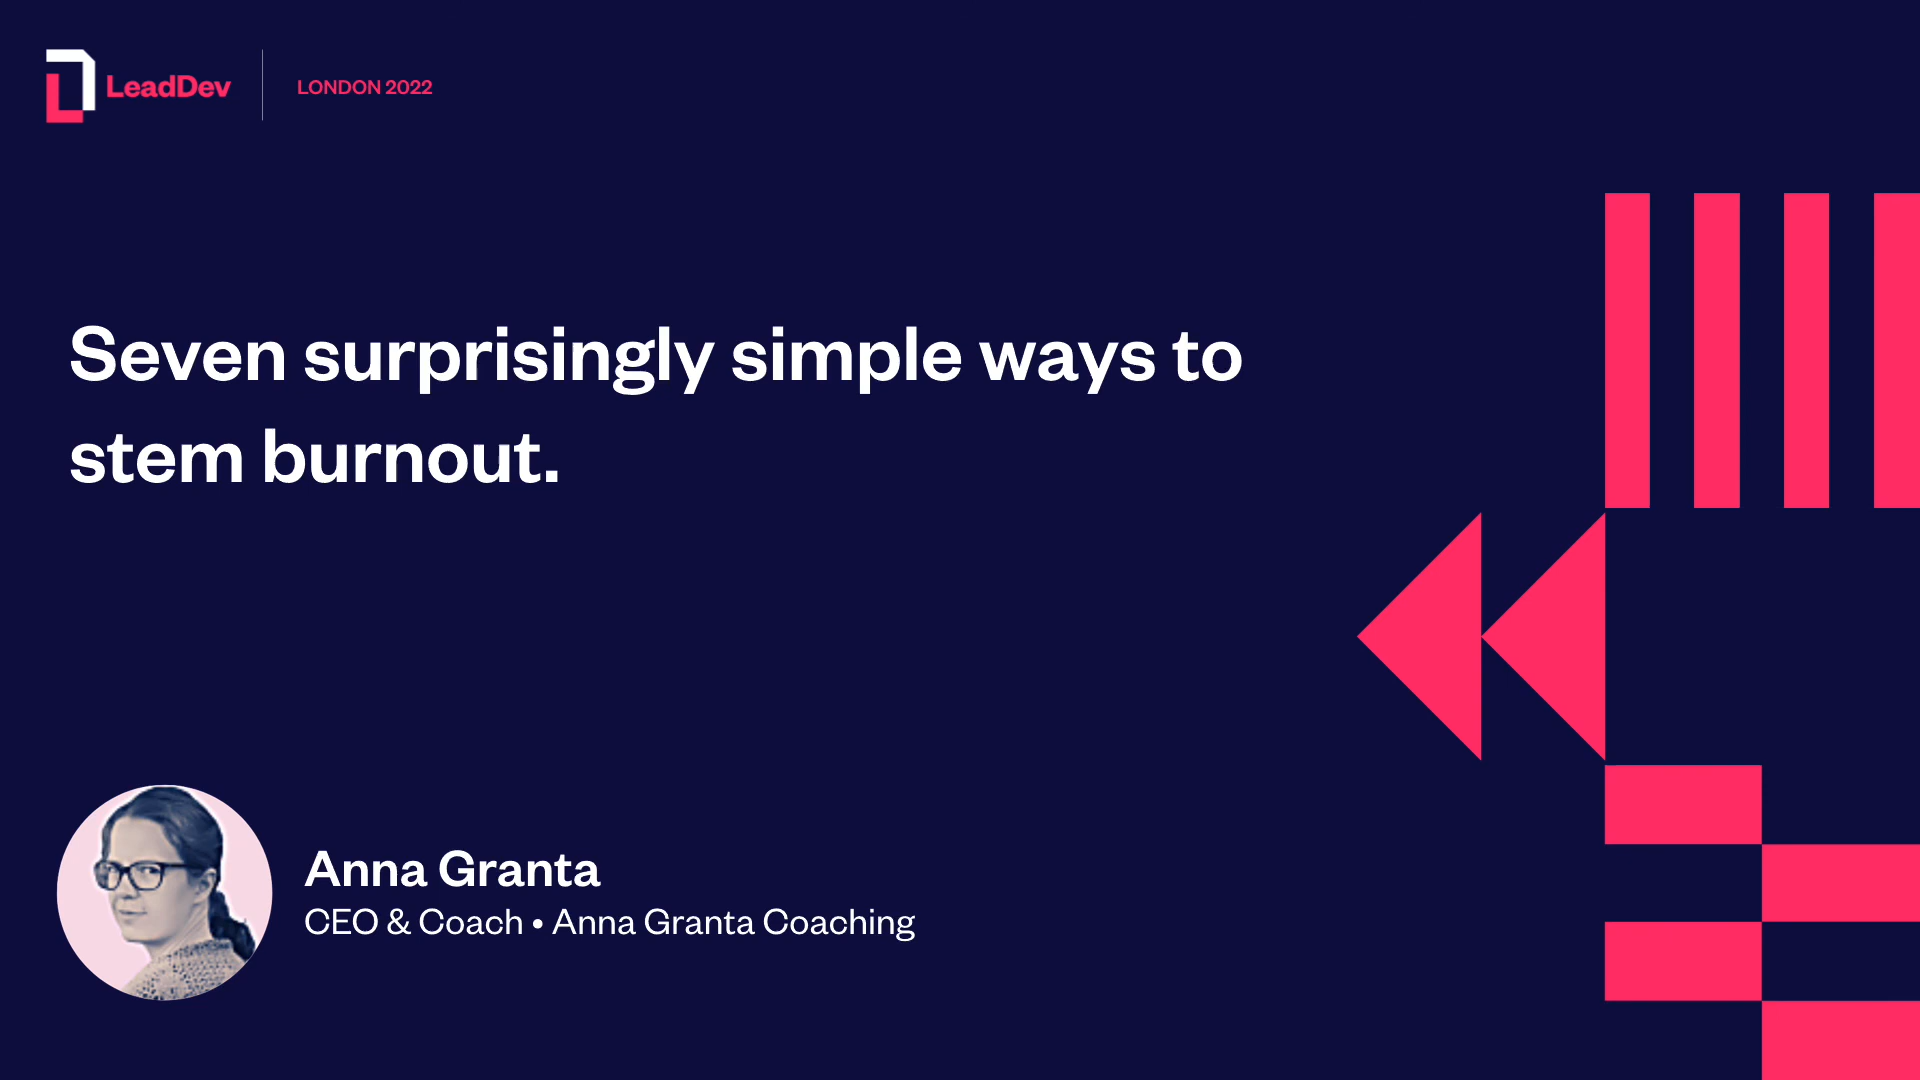 LeadDev
LONDON 2022
Seven surprisingly simple ways to
stem burnout.
Anna Granta
CEO & Coach • Anna Granta Coaching